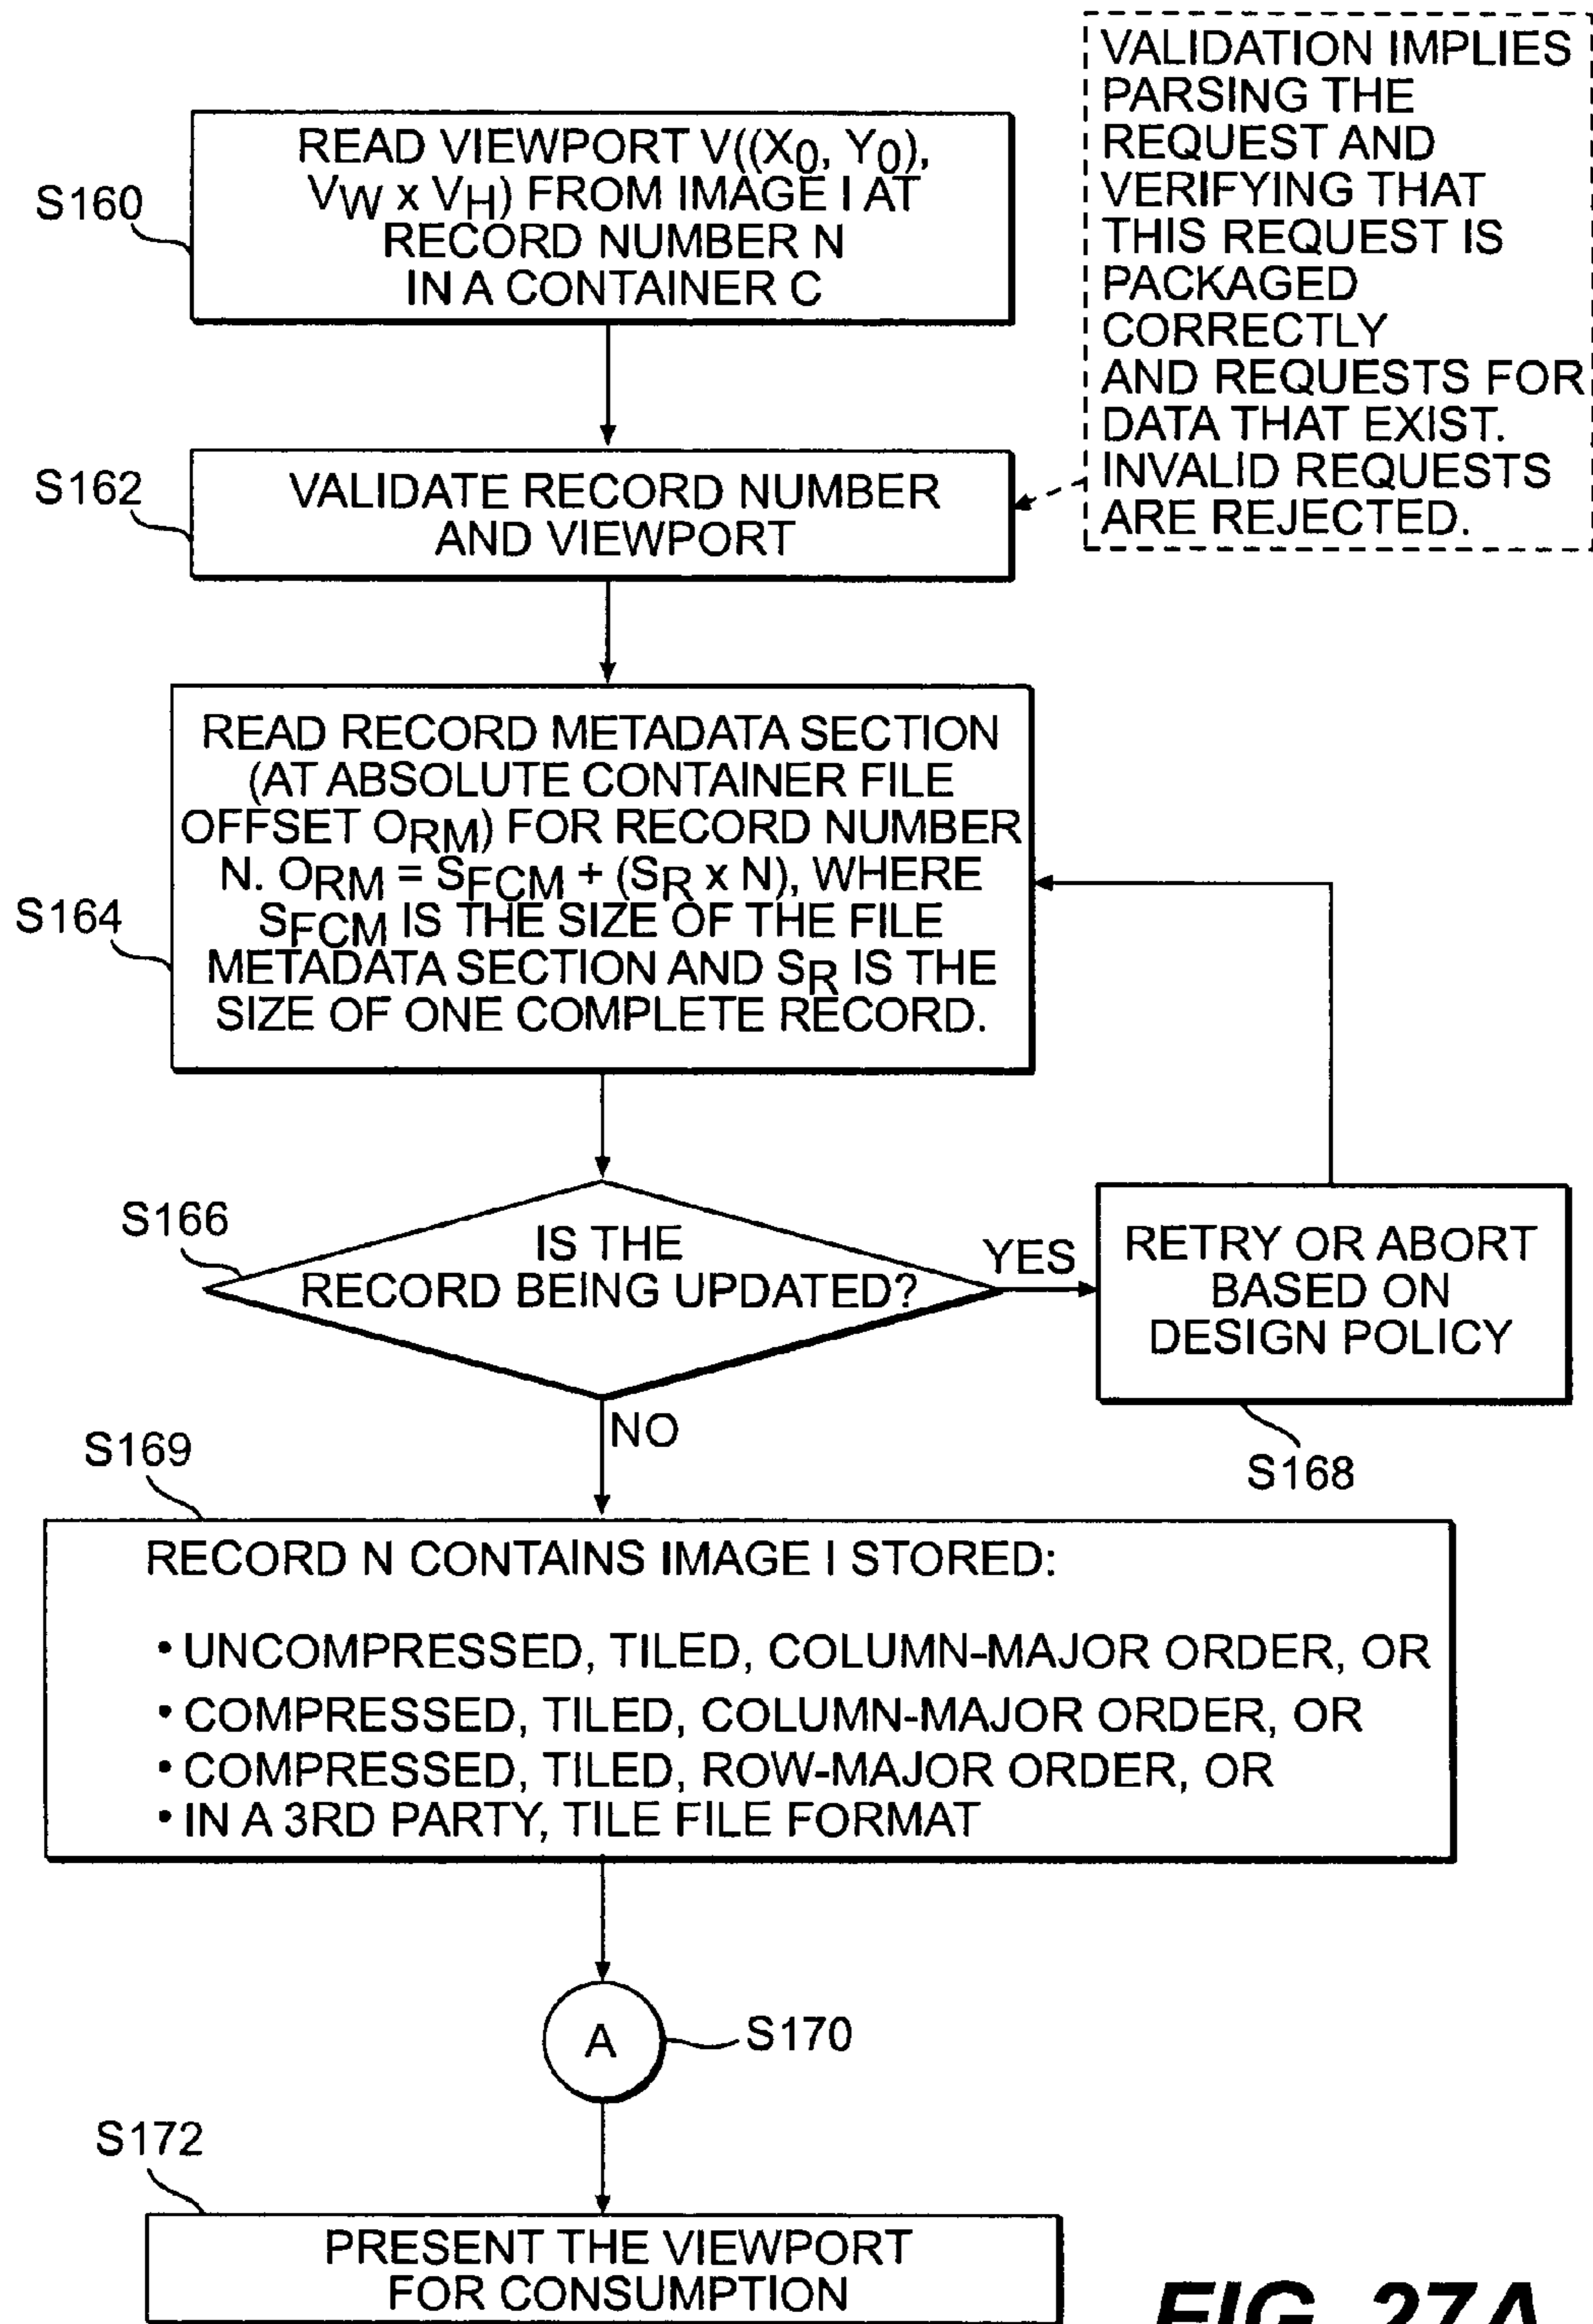 VALIDATION IMPLIES
PARSING THE
REQUEST AND
VERIFYING THAT
THIS REQUEST IS
PACKAGED
CORRECTLY
AND REQUESTS FOR
DATA THAT EXIST.
INVALID REQUESTS
ARE REJECTED.
S160
READ VIEWPORT V((X0, Y0),
VW x VH) FROM IMAGE I AT
RECORD NUMBER N
IN A CONTAINER C
S162
VALIDATE RECORD NUMBER
AND VIEWPORT
S164
READ RECORD METADATA SECTION
(AT ABSOLUTE CONTAINER FILE
OFFSET ORM) FOR RECORD NUMBER
N. ORM = SFCM + (SR x N), WHERE
SFCM IS THE SIZE OF THE FILE
METADATA SECTION AND SR IS THE
SIZE OF ONE COMPLETE RECORD.
S166
IS THE
RECORD BEING UPDATED?
YES
RETRY OR ABORT
BASED ON
DESIGN POLICY
S168
NO
S169
RECORD N CONTAINS IMAGE I STORED:
• UNCOMPRESSED, TILED, COLUMN-MAJOR ORDER, OR
• COMPRESSED, TILED, COLUMN-MAJOR ORDER, OR
• COMPRESSED, TILED, ROW-MAJOR ORDER, OR
• IN A 3RD PARTY, TILE FILE FORMAT
A
S170
S172
PRESENT THE VIEWPORT
FOR CONSUMPTION
FIG. 27A